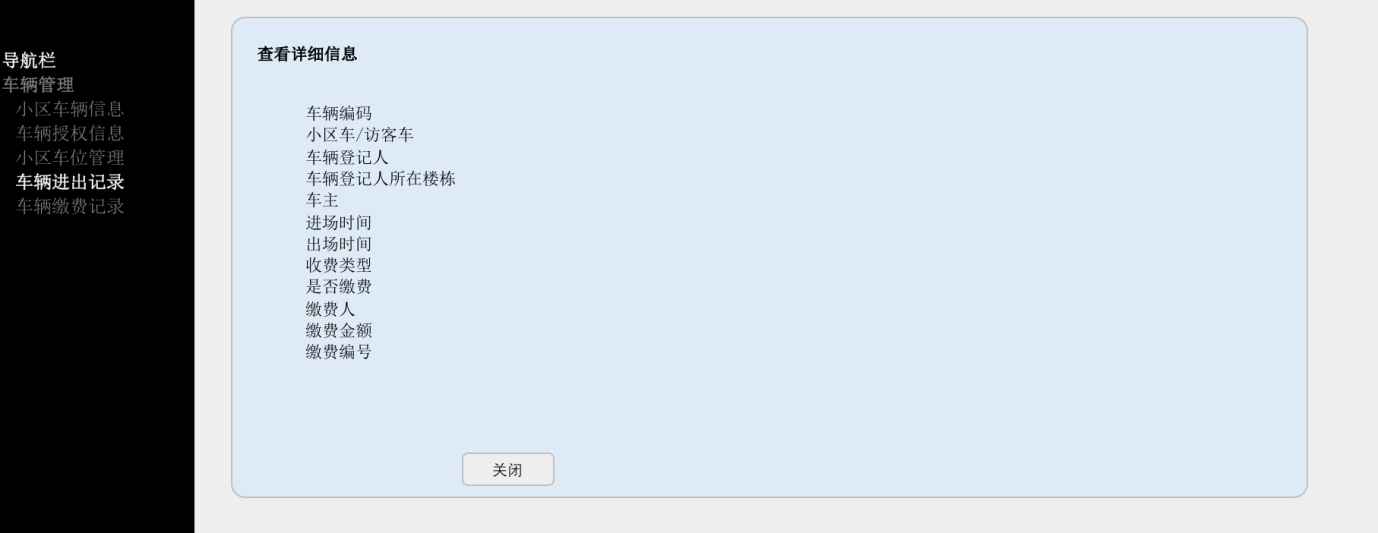 导航栏
车辆管理
小区车辆信息
车辆授权信息
小区车位管理
车辆进出记录
车辆缴费记录
查看详细信息
车辆编码
小区车/访客车
车辆登记人
车辆登记人所在楼栋
车主
进场时间
出场时间
收费类型
是否缴费
缴费人
缴费金额
缴费编号
关闭